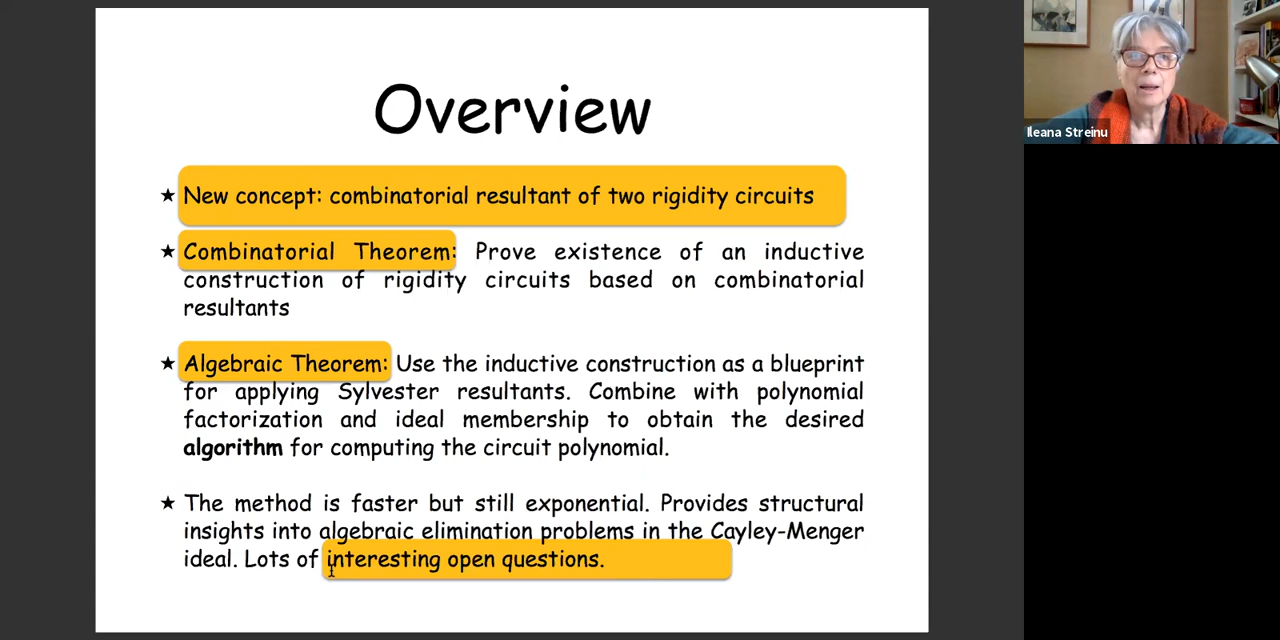 Overview
★ New concept: combinatorial resultant of two rigidity circuits
★ Combinatorial Theorem: Prove existence of an inductive
construction of rigidity circuits based on combinatorial
resultants
★ Algebraic Theorem: Use the inductive construction as a blueprint
for applying Sylvester resultants. Combine with polynomial
factorization and ideal membership to obtain the desired
algorithm for computing the circuit polynomial.
★ The method is faster but still exponential. Provides structural
insights into algebraic elimination problems in the Cayley-Menger
ideal. Lots of interesting open questions.
Ileana Streinu